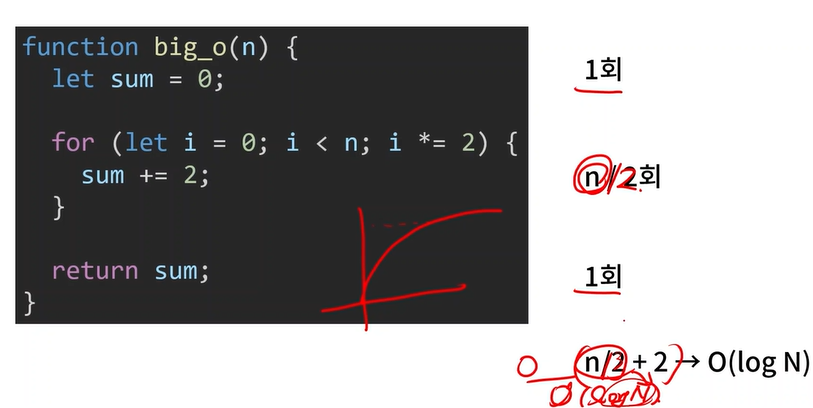 function big_o(n) {
let sum = 0;
1회
for (let i = 0; i < n; i *= 2) {
sum += 2;
n/2회
}
return sum;
1회
}
n/2 + 2 → O(log N)
O
O(logN)